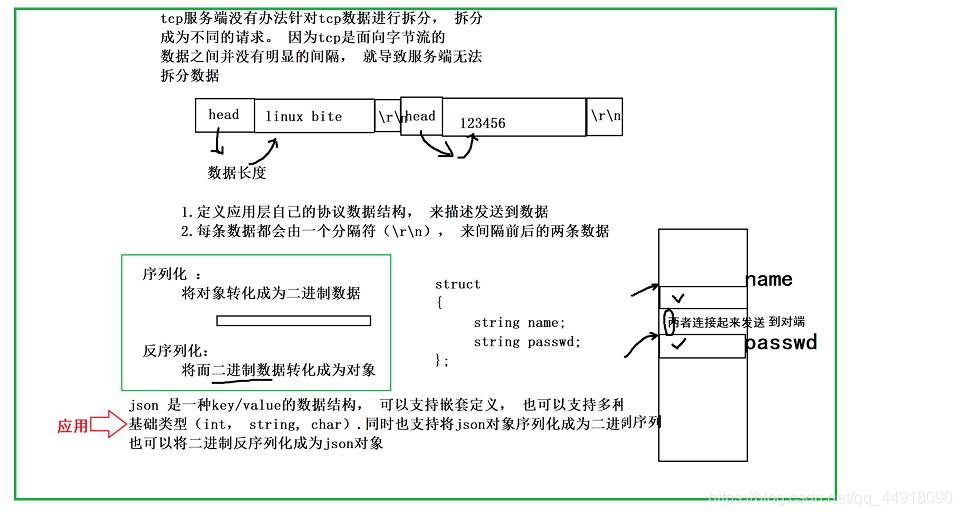 tcp服务端没有办法针对tcp数据进行拆分， 拆分
成为不同的请求。 因为tcp是面向字节流的
数据之间并没有明显的间隔， 就导致服务端无法
拆分数据
head linux bite \r\n head 123456 \r\n
数据长度
1.定义应用层自己的协议数据结构， 来描述发送到数据
2.每条数据都会由一个分隔符（\r\n）， 来间隔前后的两条数据
序列化 ：
将对象转化成为二进制数据
反序列化：
将而二进制数据转化成为对象
struct
{
string name;
string passwd;
};
name
两者连接起来发送 到对端
passwd
应用
json 是一种key/value的数据结构， 可以支持嵌套定义， 也可以支持多种
基础类型（int， string, char）.同时也支持将json对象序列化成为二进制序列
也可以将二进制反序列化成为json对象
https://blog.csdn.net/qq_44918090